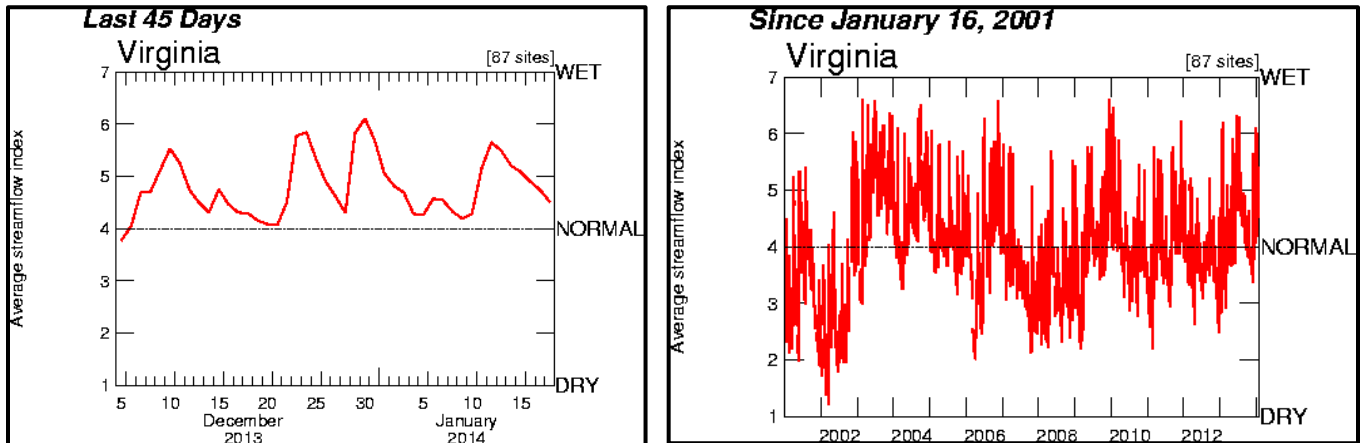 Last 45 Days
Virginia
[87 sites]
WET
NORMAL
DRY
7
6
5
4
3
2
1
Average streamflow index
5 10 15 20 25 30 5 10 15
December January
2013 2014
Since January 16, 2001
Virginia
[87 sites]
WET
NORMAL
DRY
7
6
5
4
3
2
1
Average streamflow index
2002 2004 2006 2008 2010 2012